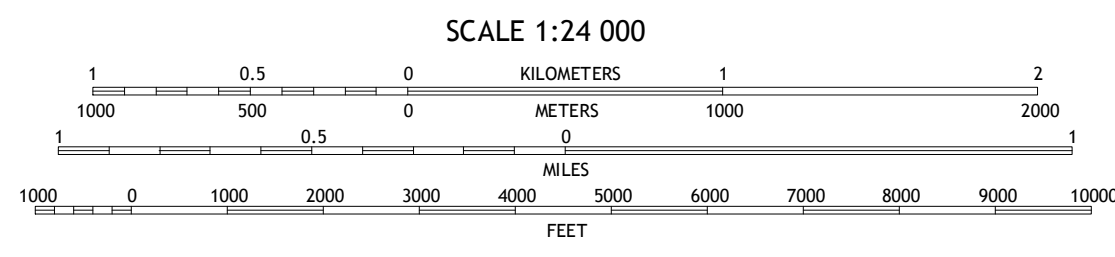 SCALE 1:24 000
1 0.5 0 KILOMETERS 1 2
1000 500 0 METERS 1000 2000
1 0.5 0 1
MILES
1000 0 1000 2000 3000 4000 5000 6000 7000 8000 9000 10000
FEET